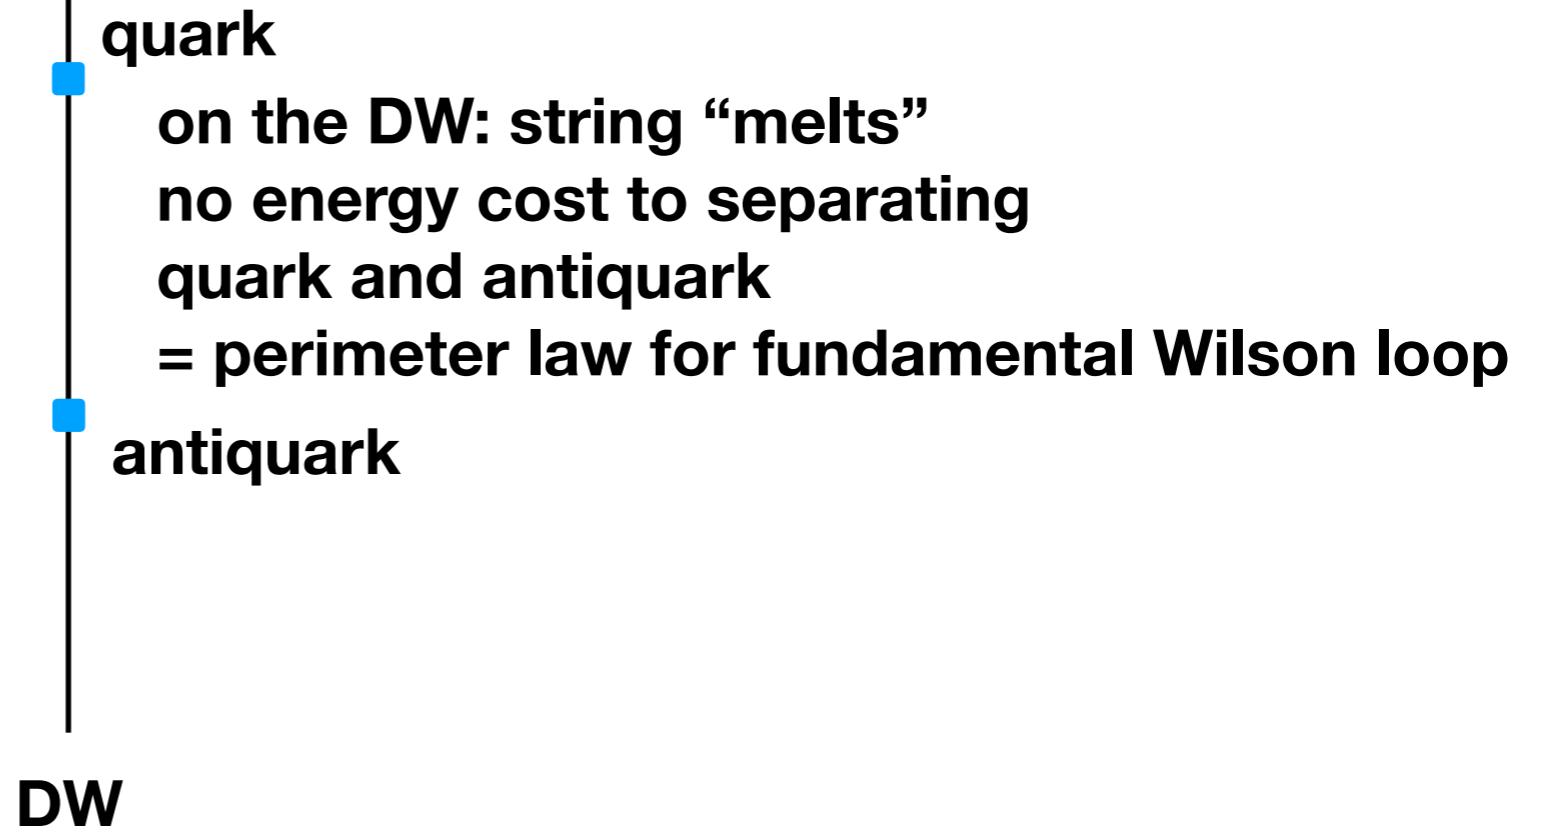 quark
on the DW: string “melts”
no energy cost to separating
quark and antiquark
= perimeter law for fundamental Wilson loop
antiquark
DW